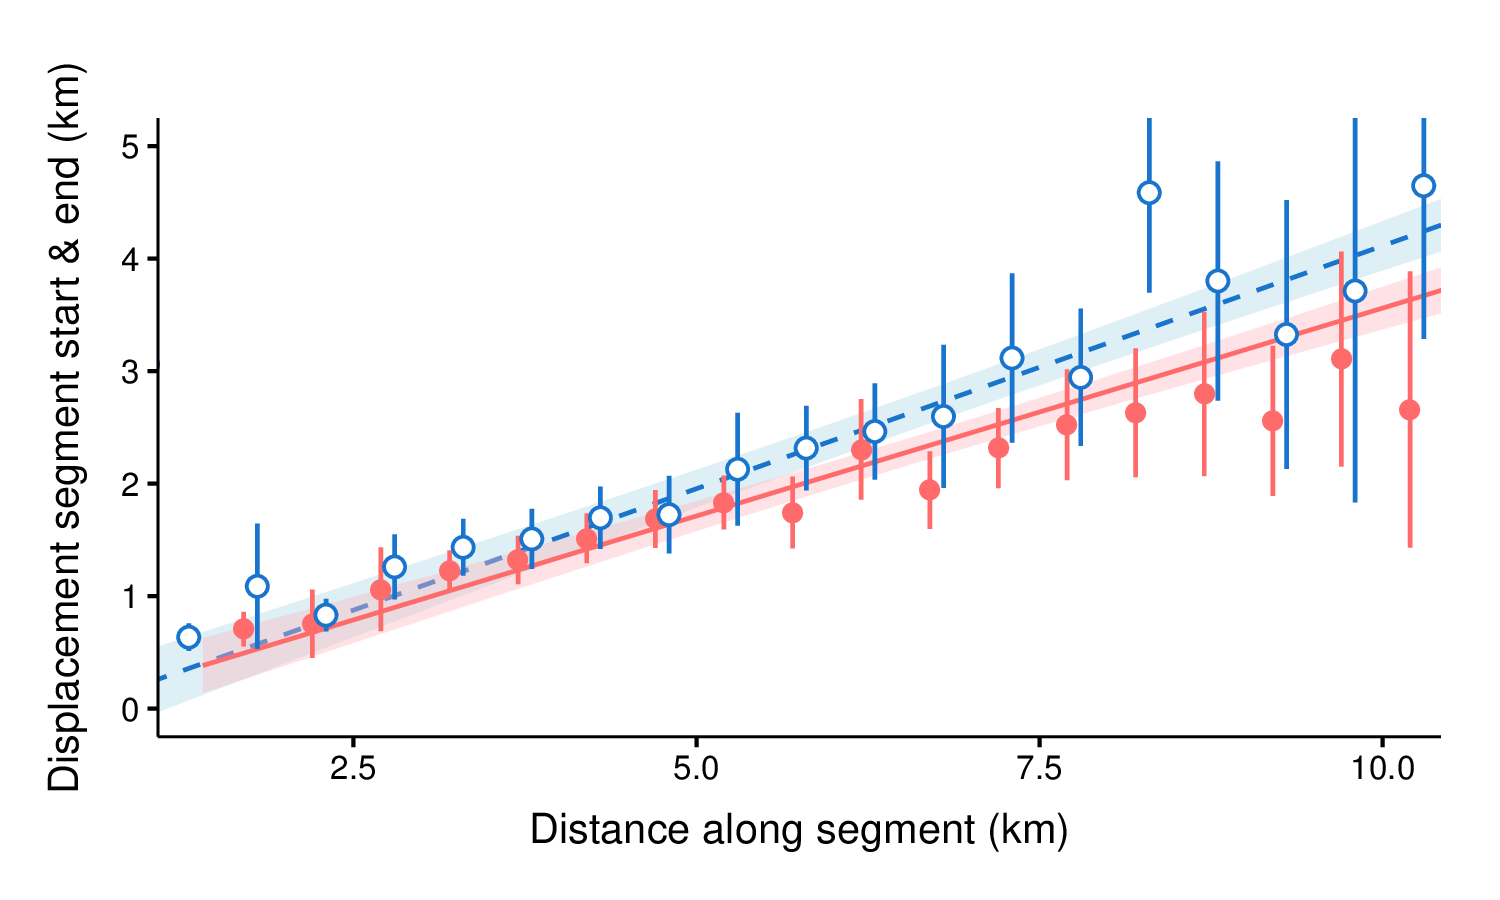 Displacement segment start & end (km)
5
4
3
2
1
0
2.5 5.0 7.5 10.0
Distance along segment (km)